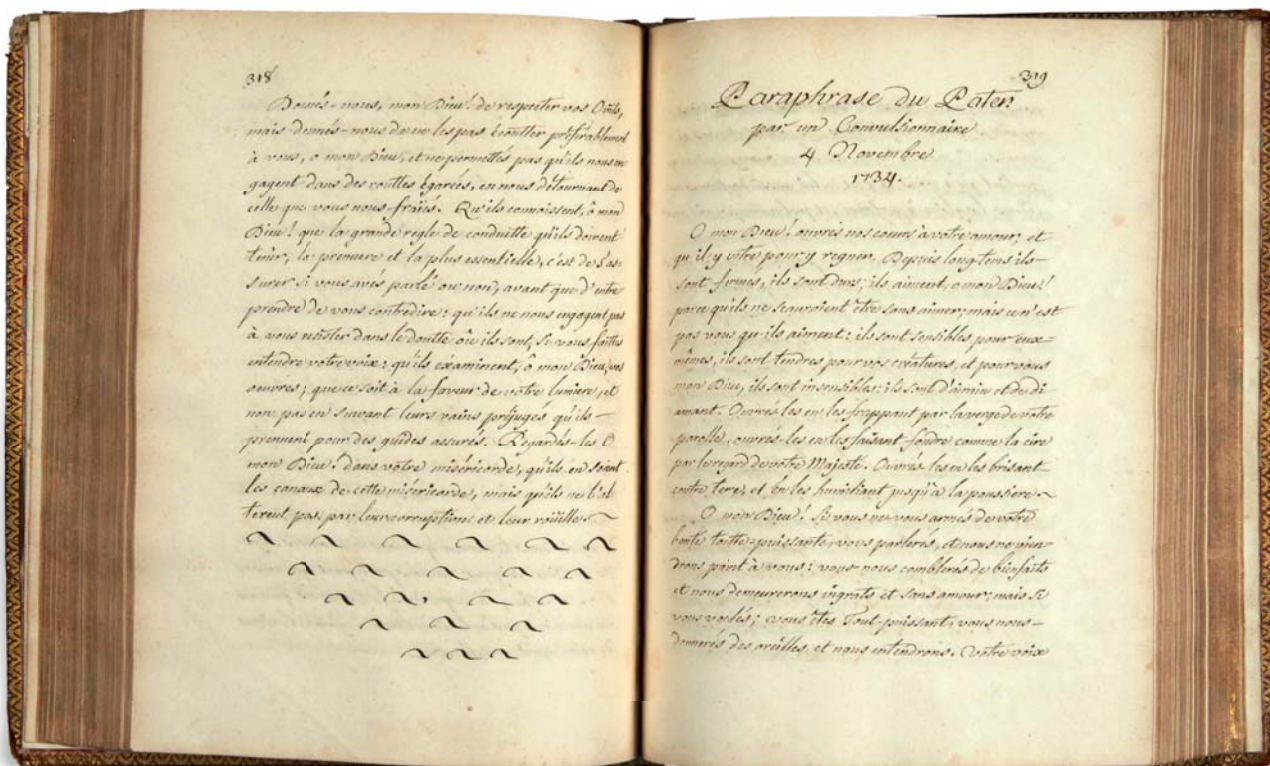 318
Donnés-nous, mon Dieu! de respecter vos Oints,
mais donnés-nous de ne les pas écoutter préférablement
à vous, o mon Dieu, et ne permettés pas qu'ils nous en
gagent dans des routtes égarées, en nous détournant de
celle que vous nous fraiés. Qu'ils connoissent, ô mon
Dieu! que la grande regle de conduitte qu'ils doivent
tenir, la premiere et la plus essentielle, c'est de s'as-
surer si vous avés parlé ou non, avant que d'entre
prendre de vous contredire: qu'ils ne nous engagent pas
à vous resister dans le doutte où ils sont, si vous faittes
entendre votre voix: qu'ils examinent, ô mon Dieu, vos
oeuvres; que ce soit à la faveur de votre lumiere, et
non pas en suivant leurs vains préjugés qu'ils
prennent pour des guides assurés. Regardés-les O
mon Dieu! dans votre miséricorde, qu'ils en soient
les canaux de cette miséricorde, mais qu'ils ne l'al
terent pas par leur corruption et leur roüille
319
Paraphrase du Pater
par un Convulsionnaire
4 Novembre
1734.
O mon Dieu! ouvres nos coeurs à votre amour, et
qu'il y entre pour y regner. Depuis long-tems ils
sont fermés, ils sont durs; ils aiment, o mon Dieu!
parce qu'ils ne scauroient être sans aimer; mais ce n'est
pas vous qu'ils aiment: ils sont sensibles pour eux-
mêmes, ils sont tendres pour vos créatures, et pour vous
mon Dieu, ils sont insensibles: ils sont d'airain et de di
amant. Ouvrés les en les frappant par la verge de votre
parolle, ouvrés-les en les faisant fondre comme la cire
par le regard de votre Majesté. Ouvrés les en les brisant
contre terre, et en les humiliant jusqu'à la poussiere
O mon Dieu! Si vous ne vous armés de votre
bonté toutte-puissante, vous parlerés, et nous ne vien-
drons point à vous: vous nous comblerés de bienfaits
et nous demeurerons ingrats et sans amour; mais si
vous voulés; vous êtes Tout-puissant, vous nous
donnerés des oreilles, et nous entendrons. Votre voix